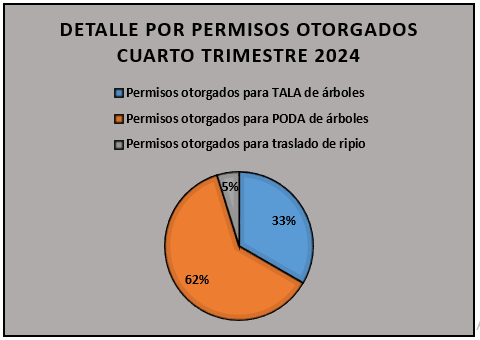 DETALLE POR PERMISOS OTORGADOS
CUARTO TRIMESTRE 2024
Permisos otorgados para TALA de árboles
Permisos otorgados para PODA de árboles
Permisos otorgados para traslado de ripio
5%
33%
62%